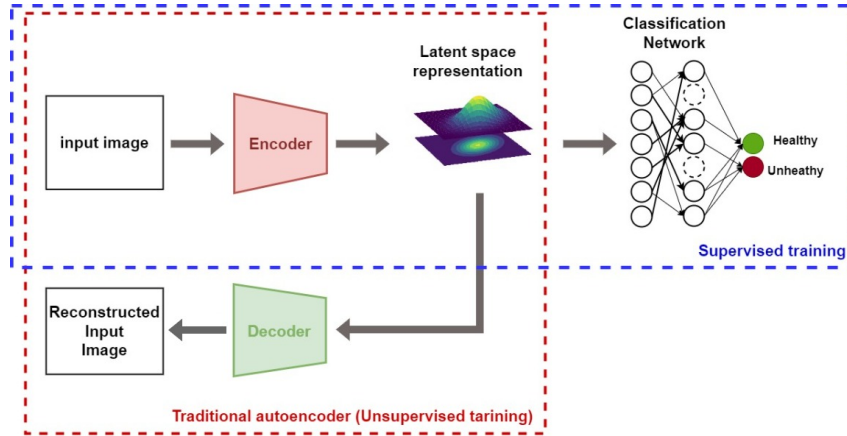 Classification
Network
Latent space
representation
input image
Encoder
Healthy
Unheathy
Supervised training
Reconstructed
Input
Image
Decoder
Traditional autoencoder (Unsupervised tarining)